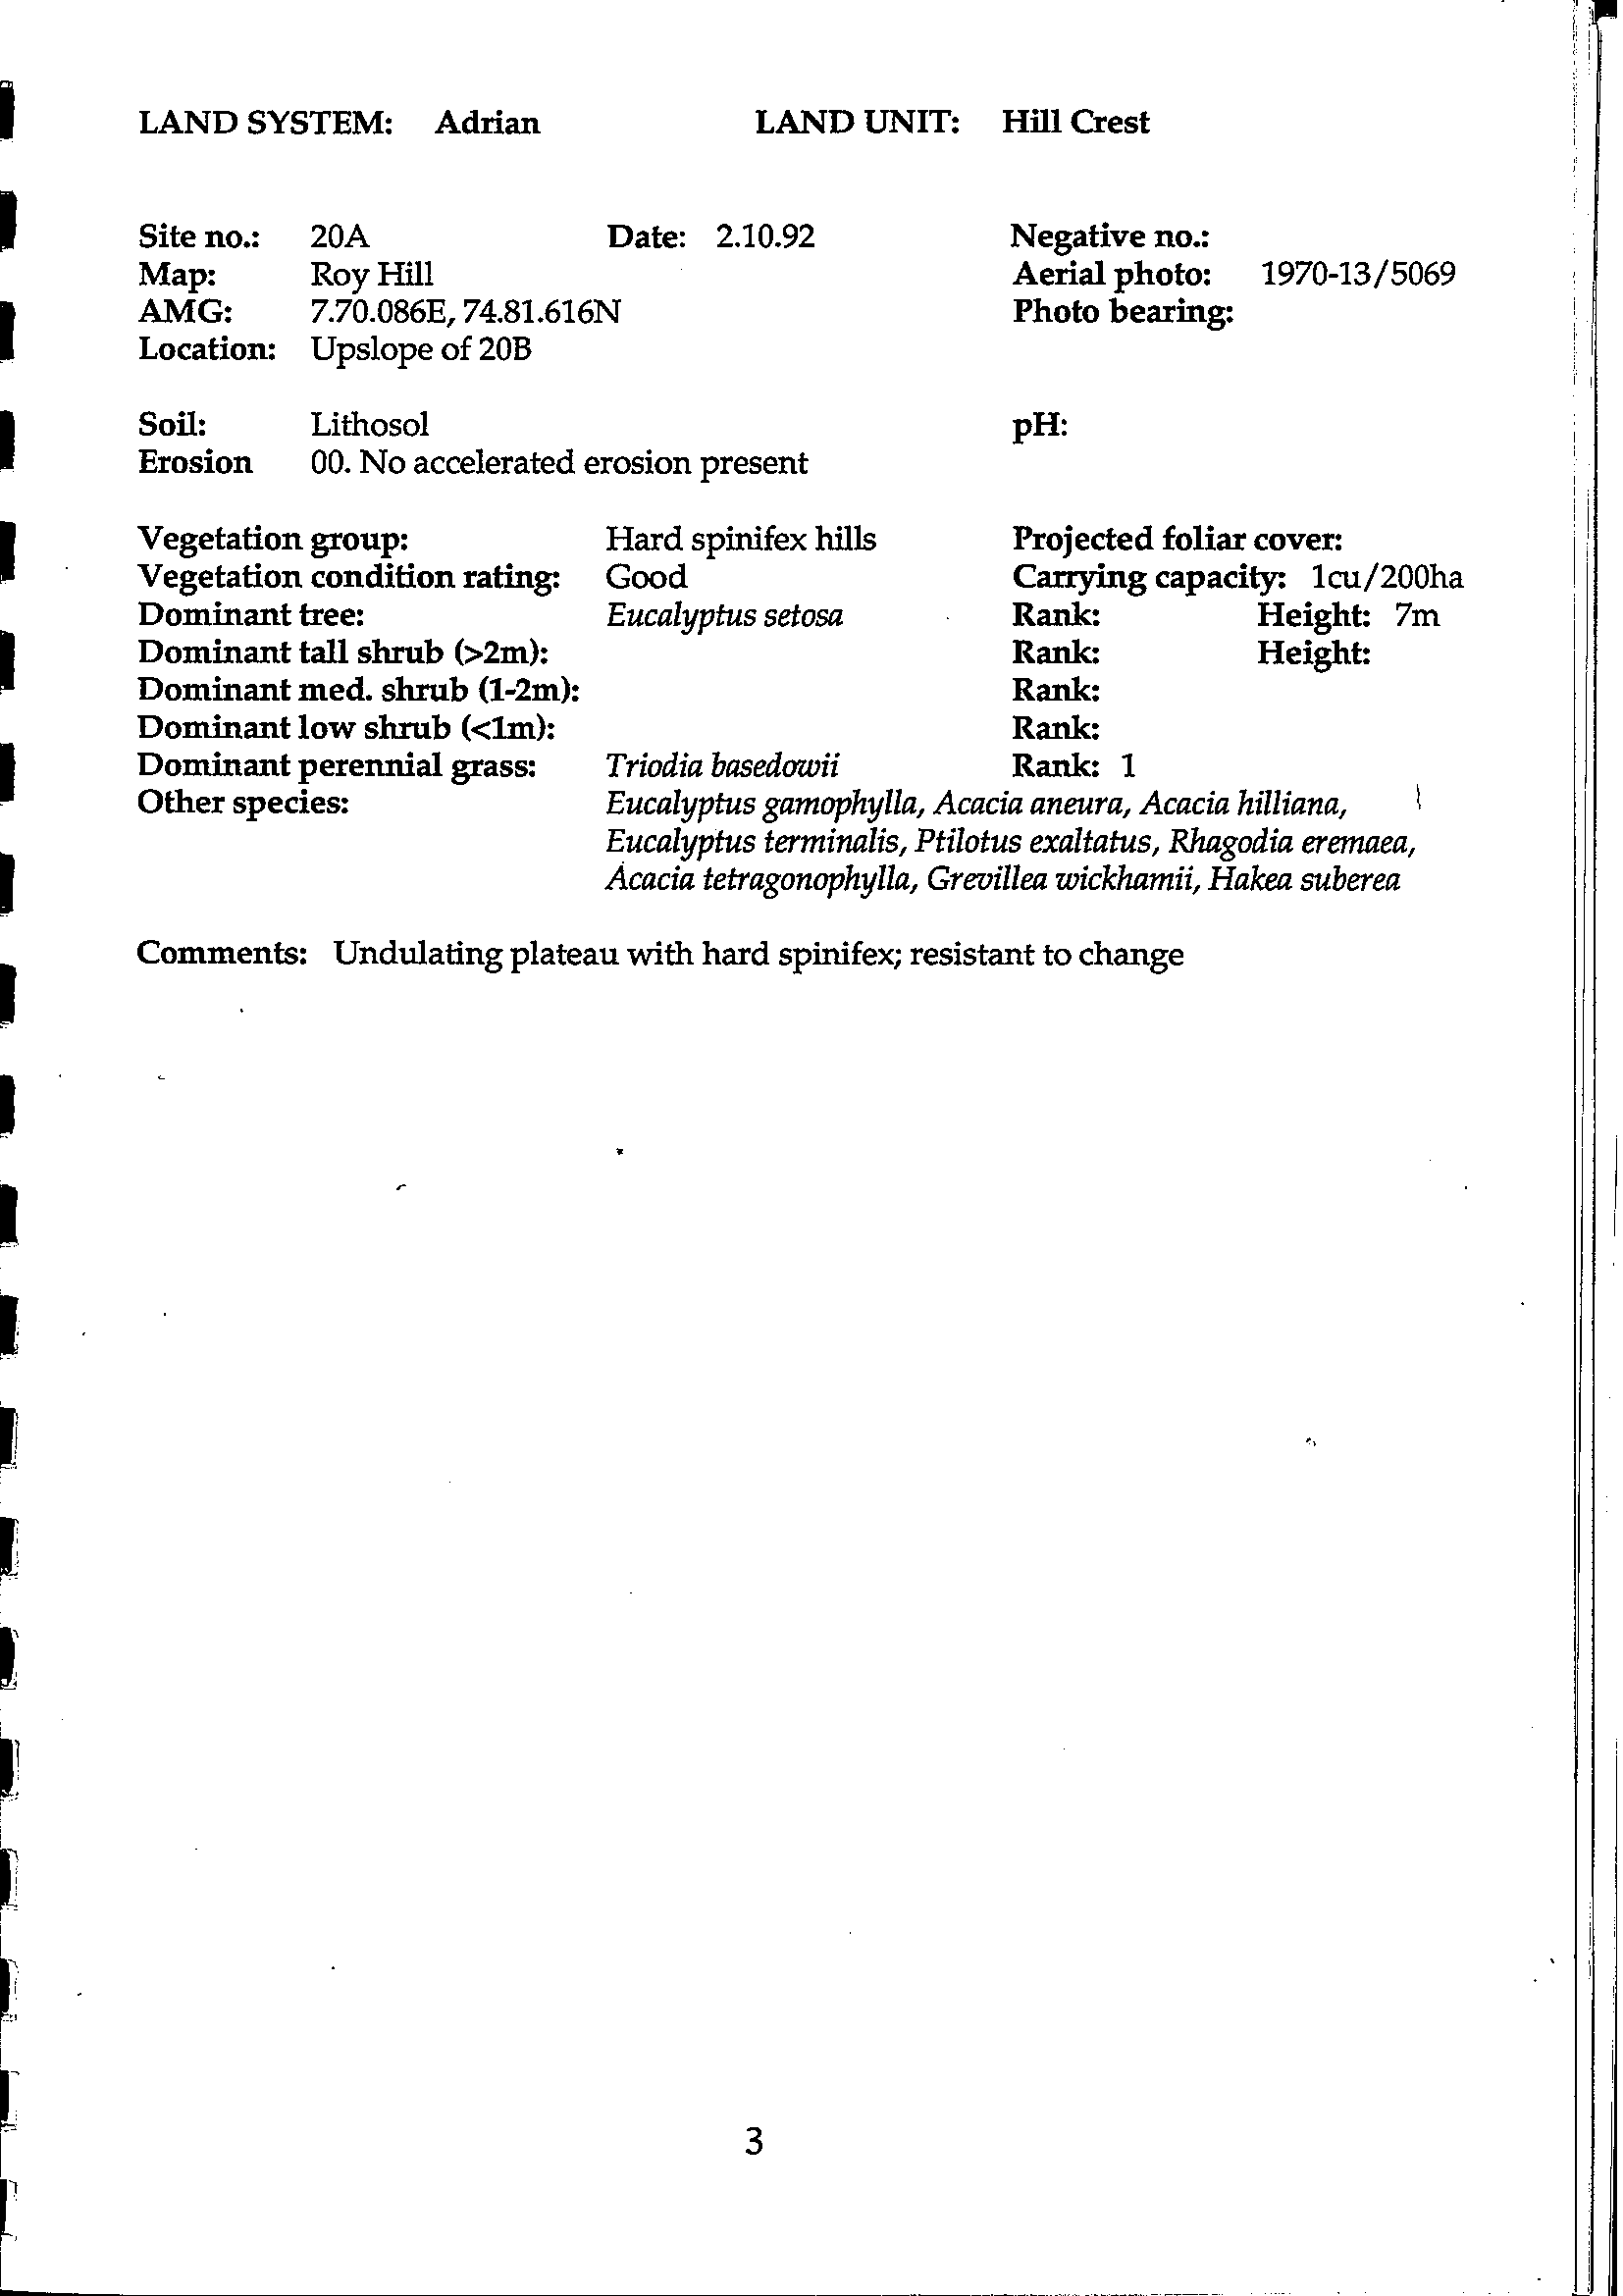 LAND SYSTEM: Adrian LAND UNIT: Hill Crest
Site no.: 20A Date: 2.10.92 Negative no.:
Map: Roy Hill Aerial photo: 1970-13/5069
AMG: 7.70.086E, 74.81.616N Photo bearing:
Location: Upslope of 20B
Soil: Lithosol pH:
Erosion 00. No accelerated erosion present
Vegetation group: Hard spinifex hills Projected foliar cover:
Vegetation condition rating: Good Carrying capacity: 1cu/200ha
Dominant tree: Eucalyptus setosa Rank: Height: 7m
Dominant tall shrub (>2m): Rank: Height:
Dominant med. shrub (1-2m): Rank:
Dominant low shrub (<1m): Rank:
Dominant perennial grass: Triodia basedowii Rank: 1
Other species: Eucalyptus gamophylla, Acacia aneura, Acacia hilliana,
Eucalyptus terminalis, Ptilotus exaltatus, Rhagodia eremaea,
Acacia tetragonophylla, Grevillea wickhamii, Hakea suberea
Comments: Undulating plateau with hard spinifex; resistant to change
3